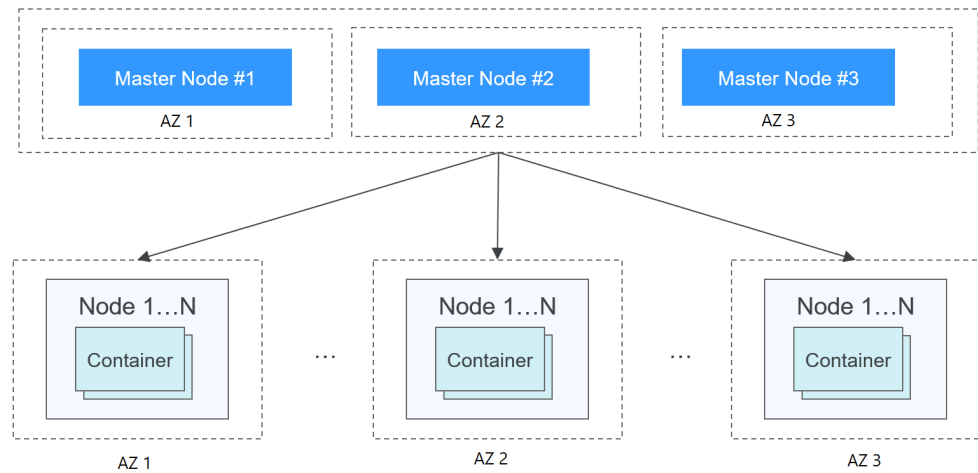 Master Node #1
Master Node #2
Master Node #3
AZ 1
AZ 2
AZ 3
Node 1…N
Container
...
Node 1…N
Container
...
Node 1…N
Container
AZ 1
AZ 2
AZ 3